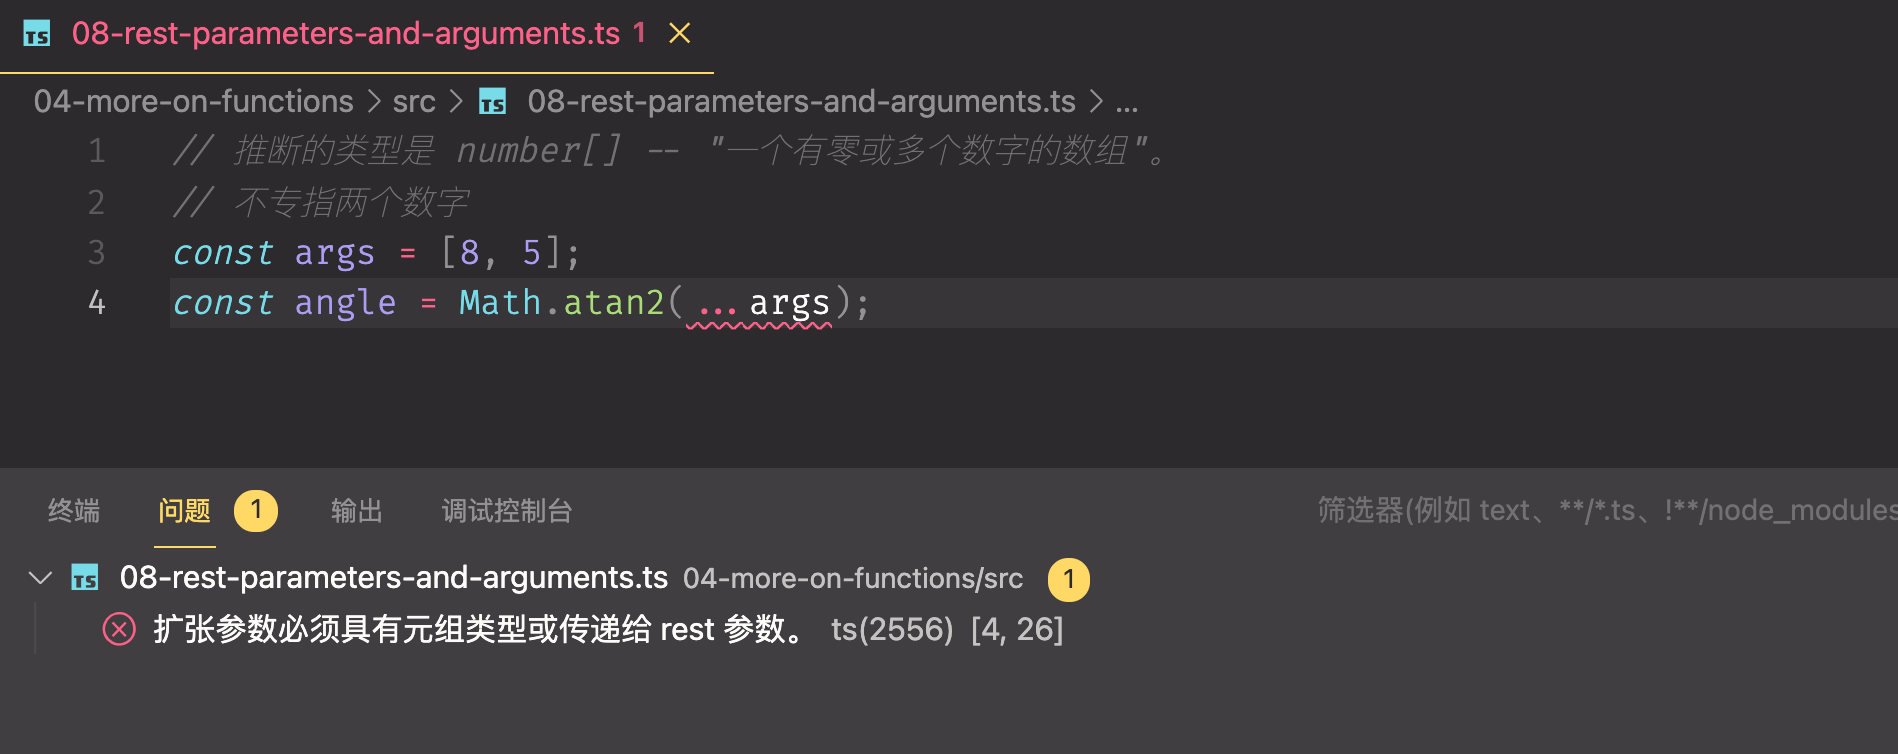 TS 08-rest-parameters-and-arguments.ts 1
04-more-on-functions > src > TS 08-rest-parameters-and-arguments.ts > ...
1 // 推断的类型是 number[] -- "一个有零或多个数字的数组"。
2 // 不专指两个数字
3 const args = [8, 5];
4 const angle = Math.atan2(...args);
终端 问题 1 输出 调试控制台 筛选器(例如 text、**/*.ts、!**/node_modules
TS 08-rest-parameters-and-arguments.ts 04-more-on-functions/src 1
扩张参数必须具有元组类型或传递给 rest 参数。 ts(2556) [4, 26]